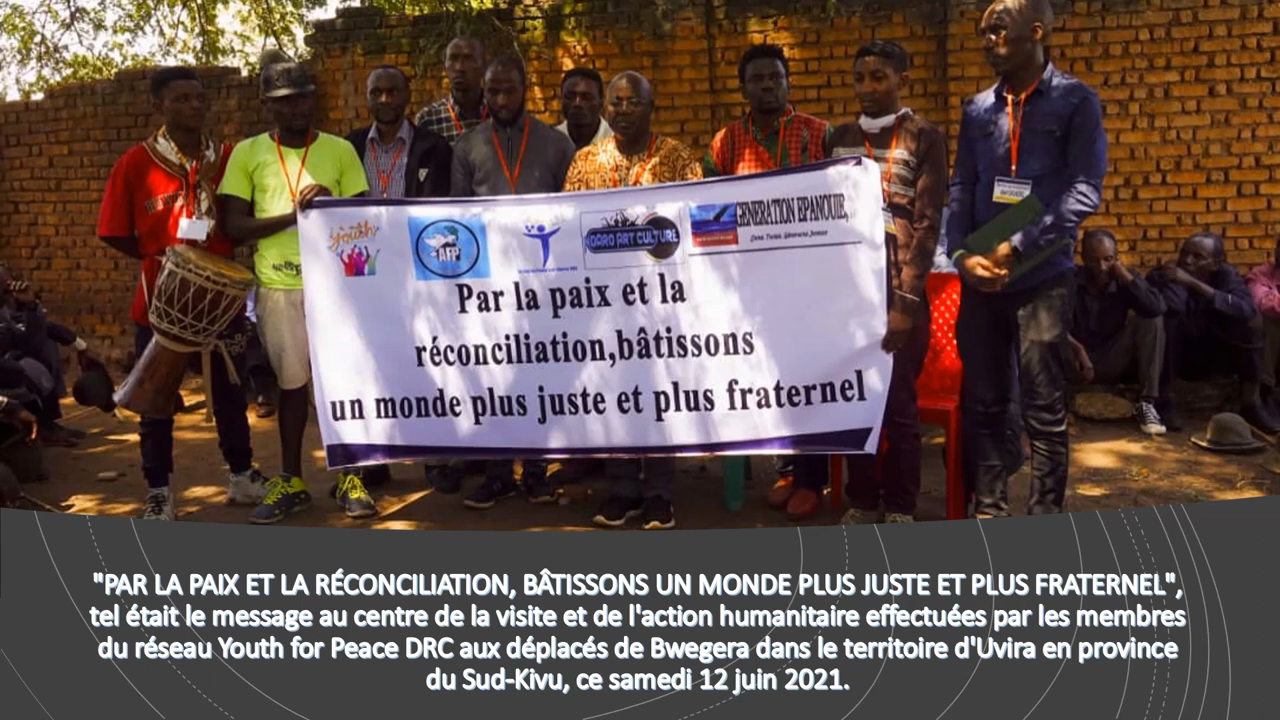 youth
AFP
NDARO ART CULTURE
GENERATION EPANOUIE,
Par la paix et la
réconciliation,bâtissons
un monde plus juste et plus fraternel
"PAR LA PAIX ET LA RÉCONCILIATION, BÂTISSONS UN MONDE PLUS JUSTE ET PLUS FRATERNEL",
tel était le message au centre de la visite et de l'action humanitaire effectuées par les membres
du réseau Youth for Peace DRC aux déplacés de Bwegera dans le territoire d'Uvira en province
du Sud-Kivu, ce samedi 12 juin 2021.